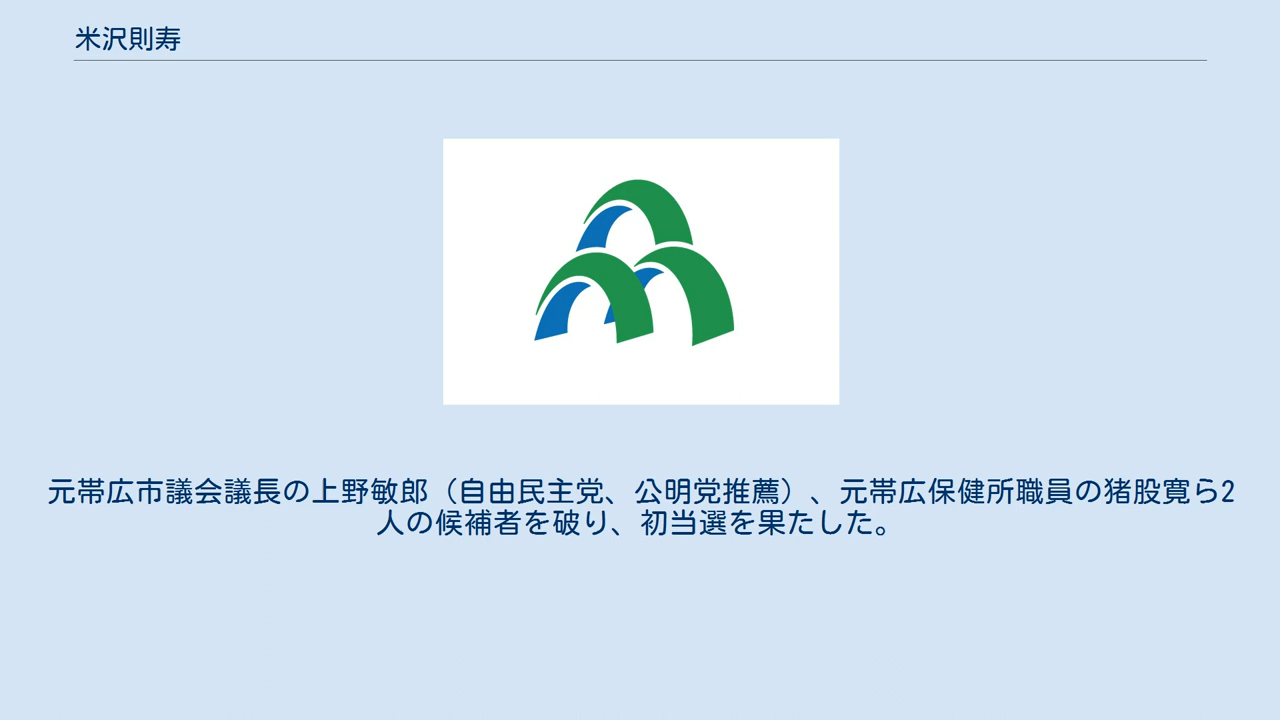 米沢則寿
元帯広市議会議長の上野敏郎（自由民主党、公明党推薦）、元帯広保健所職員の猪股寛ら2
人の候補者を破り、初当選を果たした。